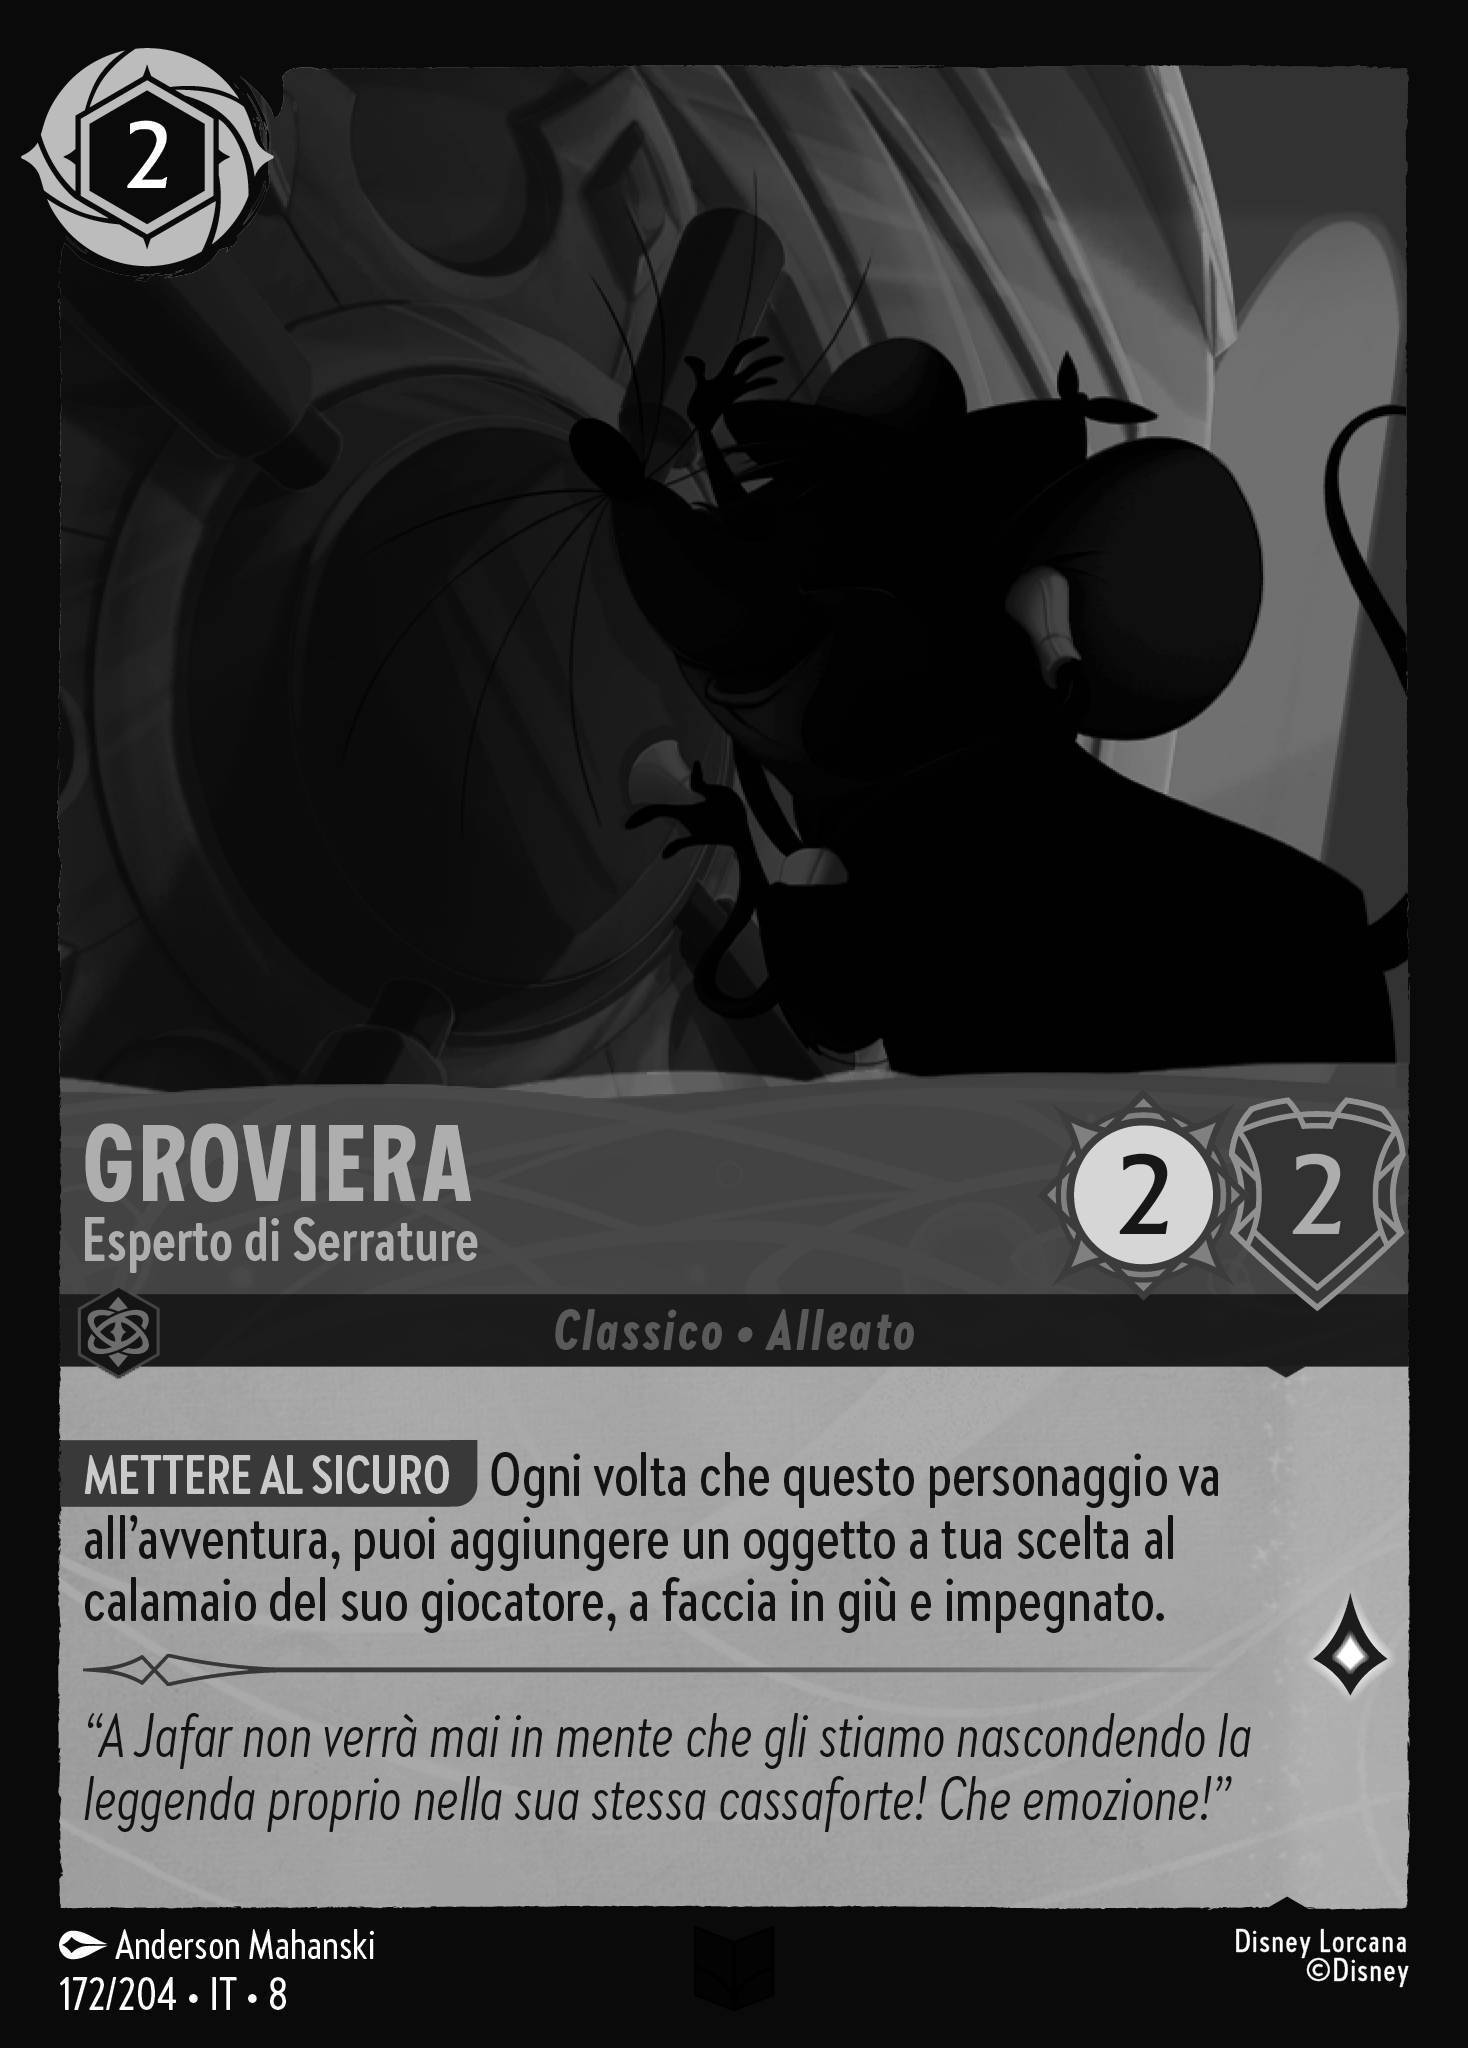 2
GROVIERA
Esperto di Serrature
2 2
Classico • Alleato
METTERE AL SICURO Ogni volta che questo personaggio va
all’avventura, puoi aggiungere un oggetto a tua scelta al
calamaio del suo giocatore, a faccia in giù e impegnato.
“A Jafar non verrà mai in mente che gli stiamo nascondendo la
leggenda proprio nella sua stessa cassaforte! Che emozione!”
Anderson Mahanski
172/204 • IT • 8
Disney Lorcana
©Disney